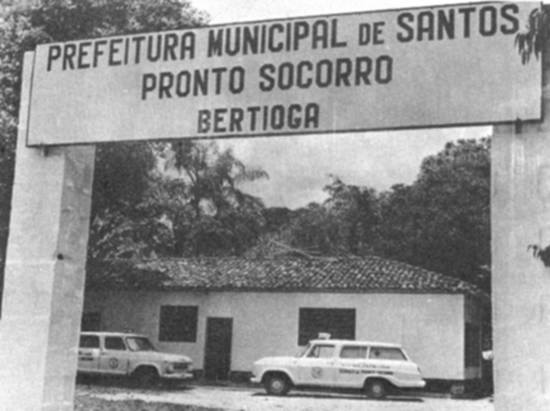 PREFEITURA MUNICIPAL DE SANTOS
PRONTO SOCORRO
BERTIOGA